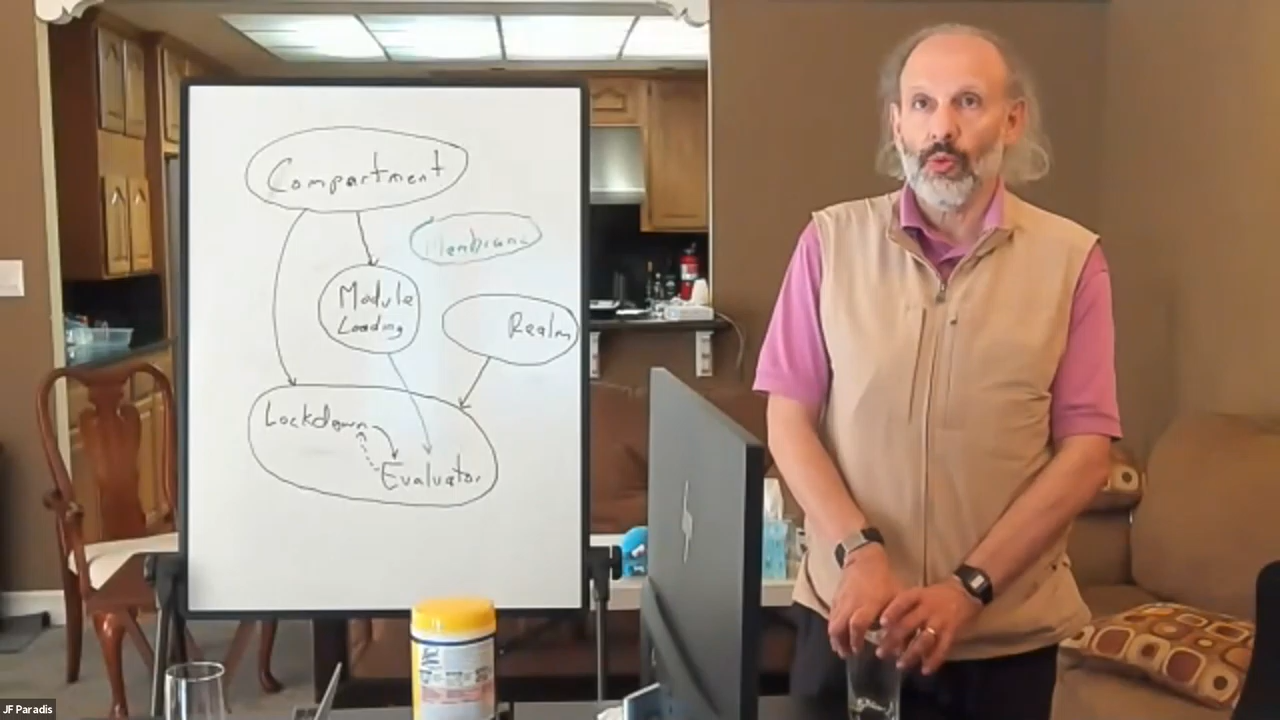 Compartment
Membrane
Module
Loading
Realm
Lockdown
Evaluator
JF Paradis